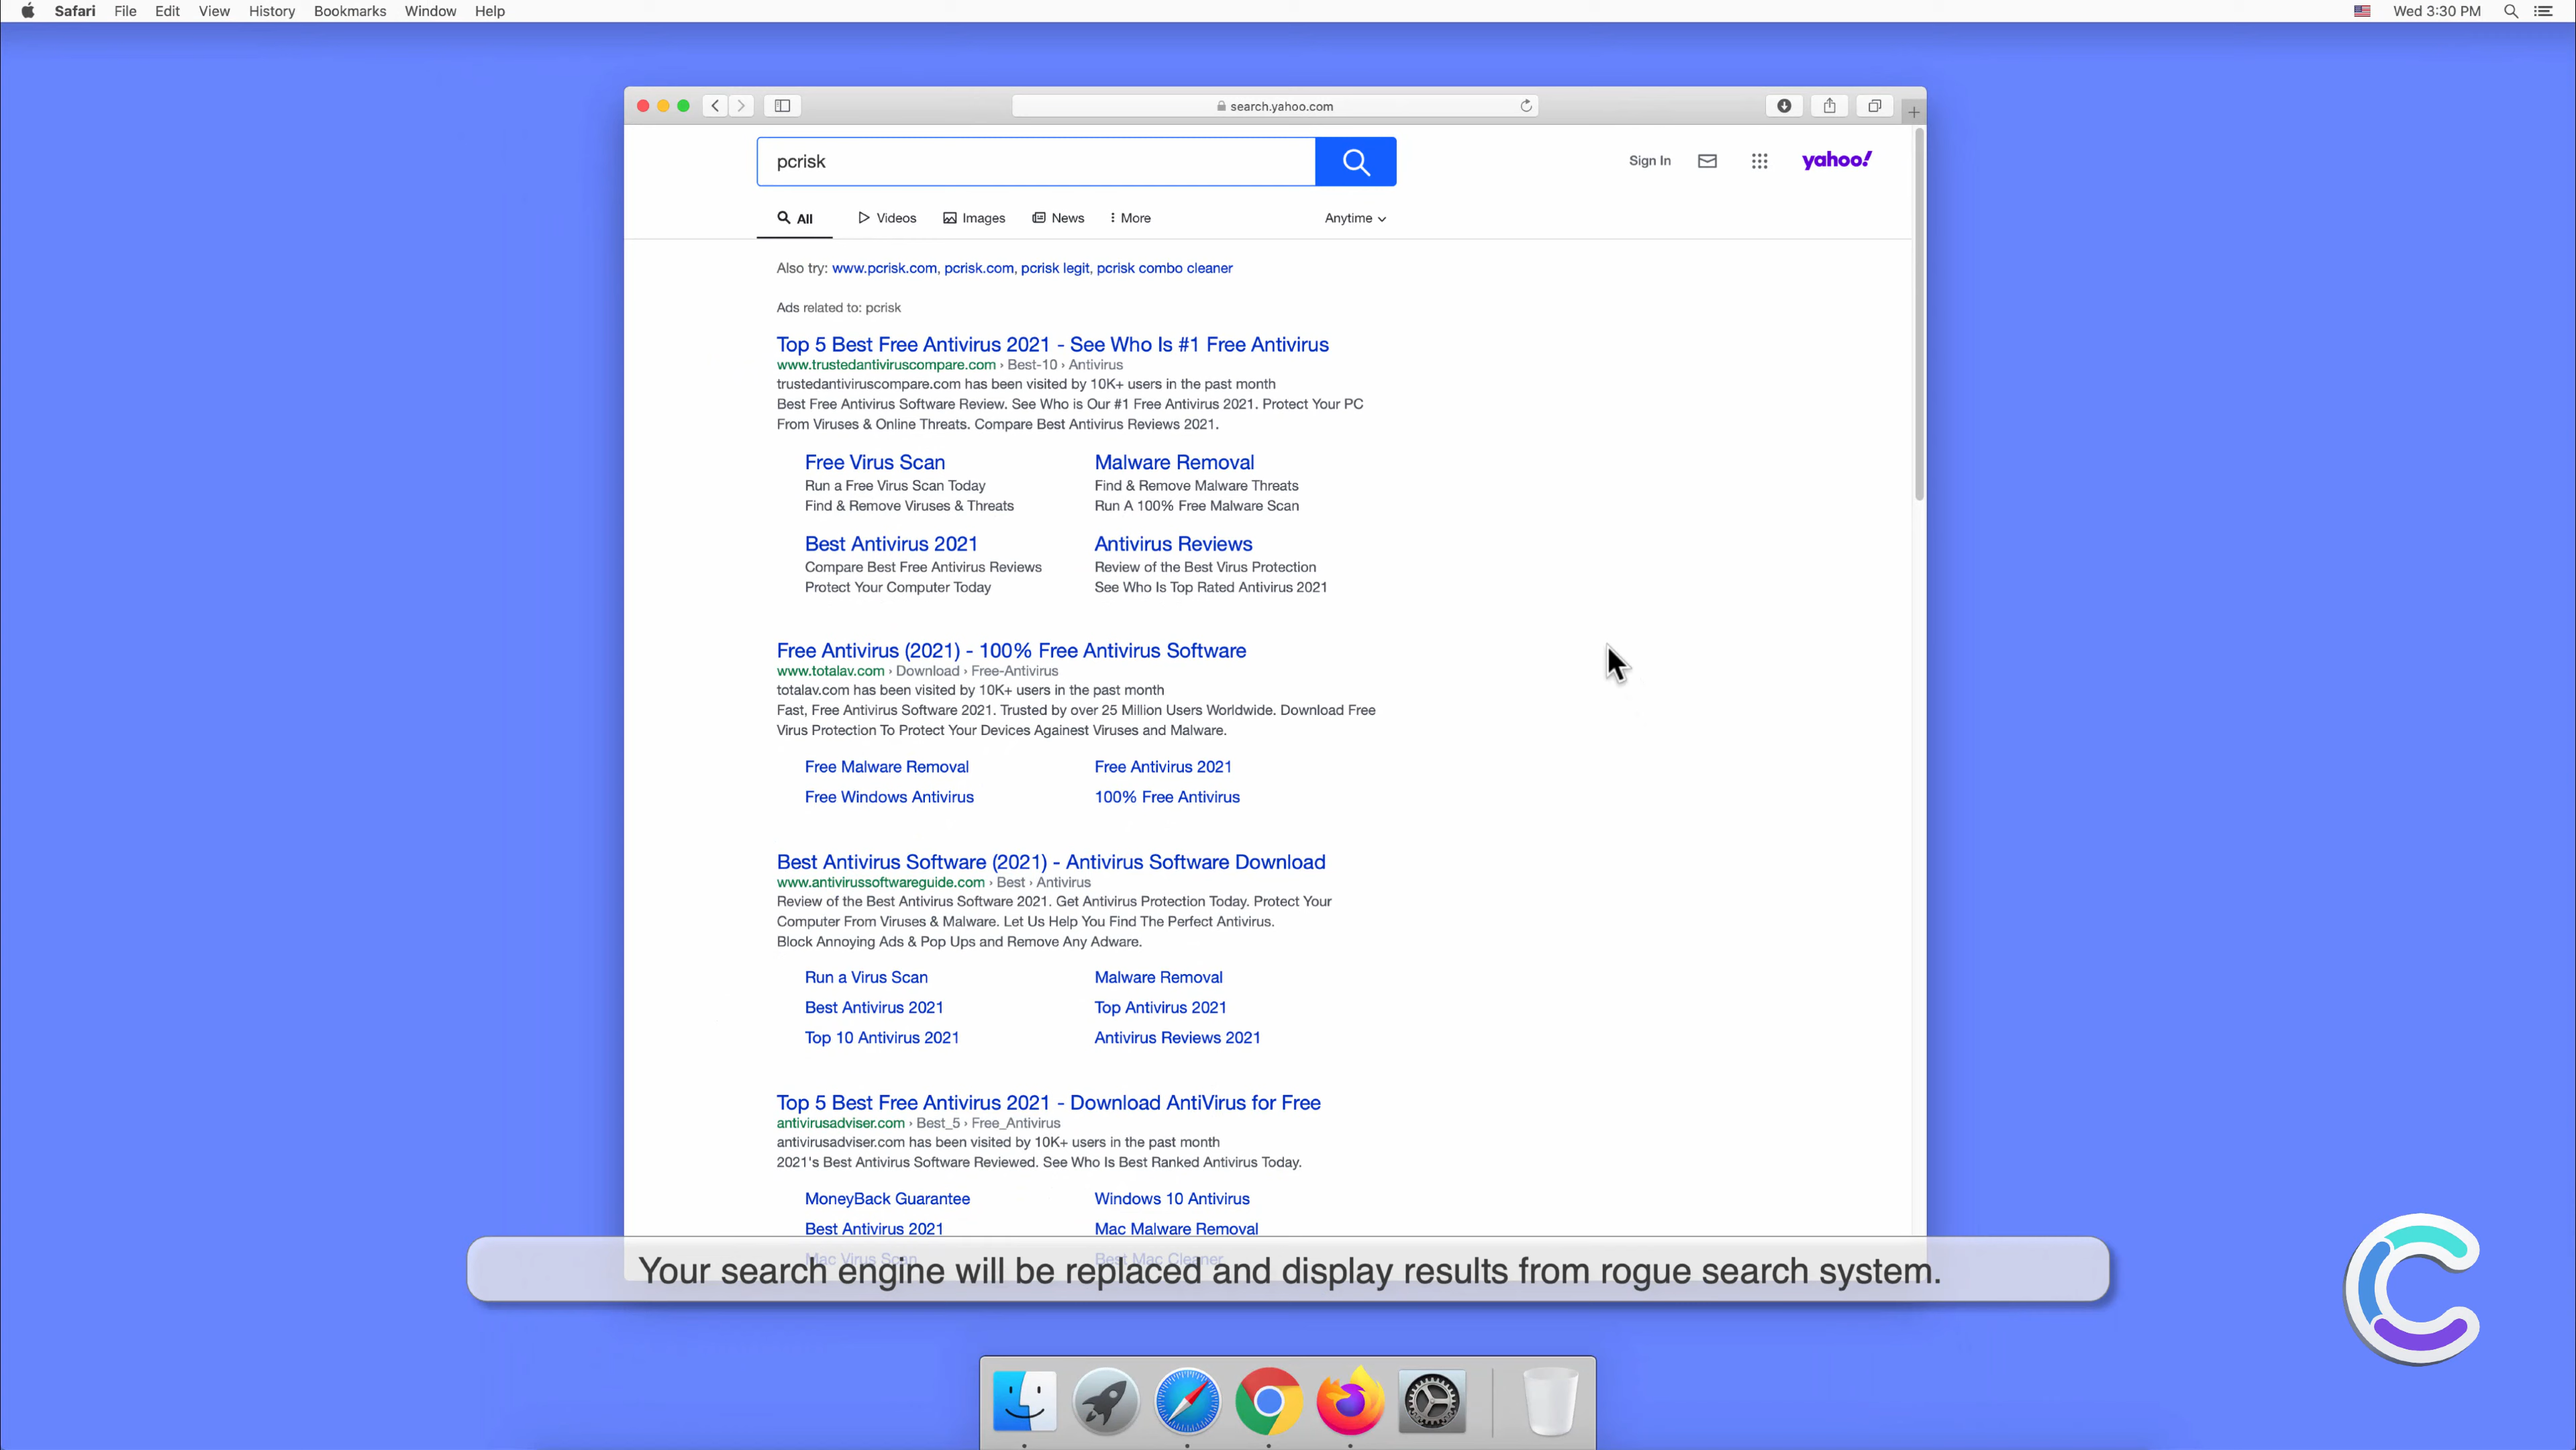 Safari File Edit View History Bookmarks Window Help
Wed 3:30 PM
search.yahoo.com
pcrisk
Sign In
yahoo!
All Videos Images News More
Anytime
Also try: www.pcrisk.com, pcrisk.com, pcrisk legit, pcrisk combo cleaner
Ads related to: pcrisk
Top 5 Best Free Antivirus 2021 - See Who Is #1 Free Antivirus
www.trustedantiviruscompare.com › Best-10 › Antivirus
trustedantiviruscompare.com has been visited by 10K+ users in the past month
Best Free Antivirus Software Review. See Who is Our #1 Free Antivirus 2021. Protect Your PC
From Viruses & Online Threats. Compare Best Antivirus Reviews 2021.
Free Virus Scan
Run a Free Virus Scan Today
Find & Remove Viruses & Threats
Malware Removal
Find & Remove Malware Threats
Run A 100% Free Malware Scan
Best Antivirus 2021
Compare Best Free Antivirus Reviews
Protect Your Computer Today
Antivirus Reviews
Review of the Best Virus Protection
See Who Is Top Rated Antivirus 2021
Free Antivirus (2021) - 100% Free Antivirus Software
www.totalav.com › Download › Free-Antivirus
totalav.com has been visited by 10K+ users in the past month
Fast, Free Antivirus Software 2021. Trusted by over 25 Million Users Worldwide. Download Free
Virus Protection To Protect Your Devices Againest Viruses and Malware.
Free Malware Removal
Free Antivirus 2021
Free Windows Antivirus
100% Free Antivirus
Best Antivirus Software (2021) - Antivirus Software Download
www.antivirussoftwareguide.com › Best › Antivirus
Review of the Best Antivirus Software 2021. Get Antivirus Protection Today. Protect Your
Computer From Viruses & Malware. Let Us Help You Find The Perfect Antivirus.
Block Annoying Ads & Pop Ups and Remove Any Adware.
Run a Virus Scan
Malware Removal
Best Antivirus 2021
Top Antivirus 2021
Top 10 Antivirus 2021
Antivirus Reviews 2021
Top 5 Best Free Antivirus 2021 - Download AntiVirus for Free
antivirusadviser.com › Best_5 › Free_Antivirus
antivirusadviser.com has been visited by 10K+ users in the past month
2021's Best Antivirus Software Reviewed. See Who Is Best Ranked Antivirus Today.
MoneyBack Guarantee
Windows 10 Antivirus
Best Antivirus 2021
Mac Malware Removal
Mac Virus Scan
Best Mac Cleaner
Your search engine will be replaced and display results from rogue search system.